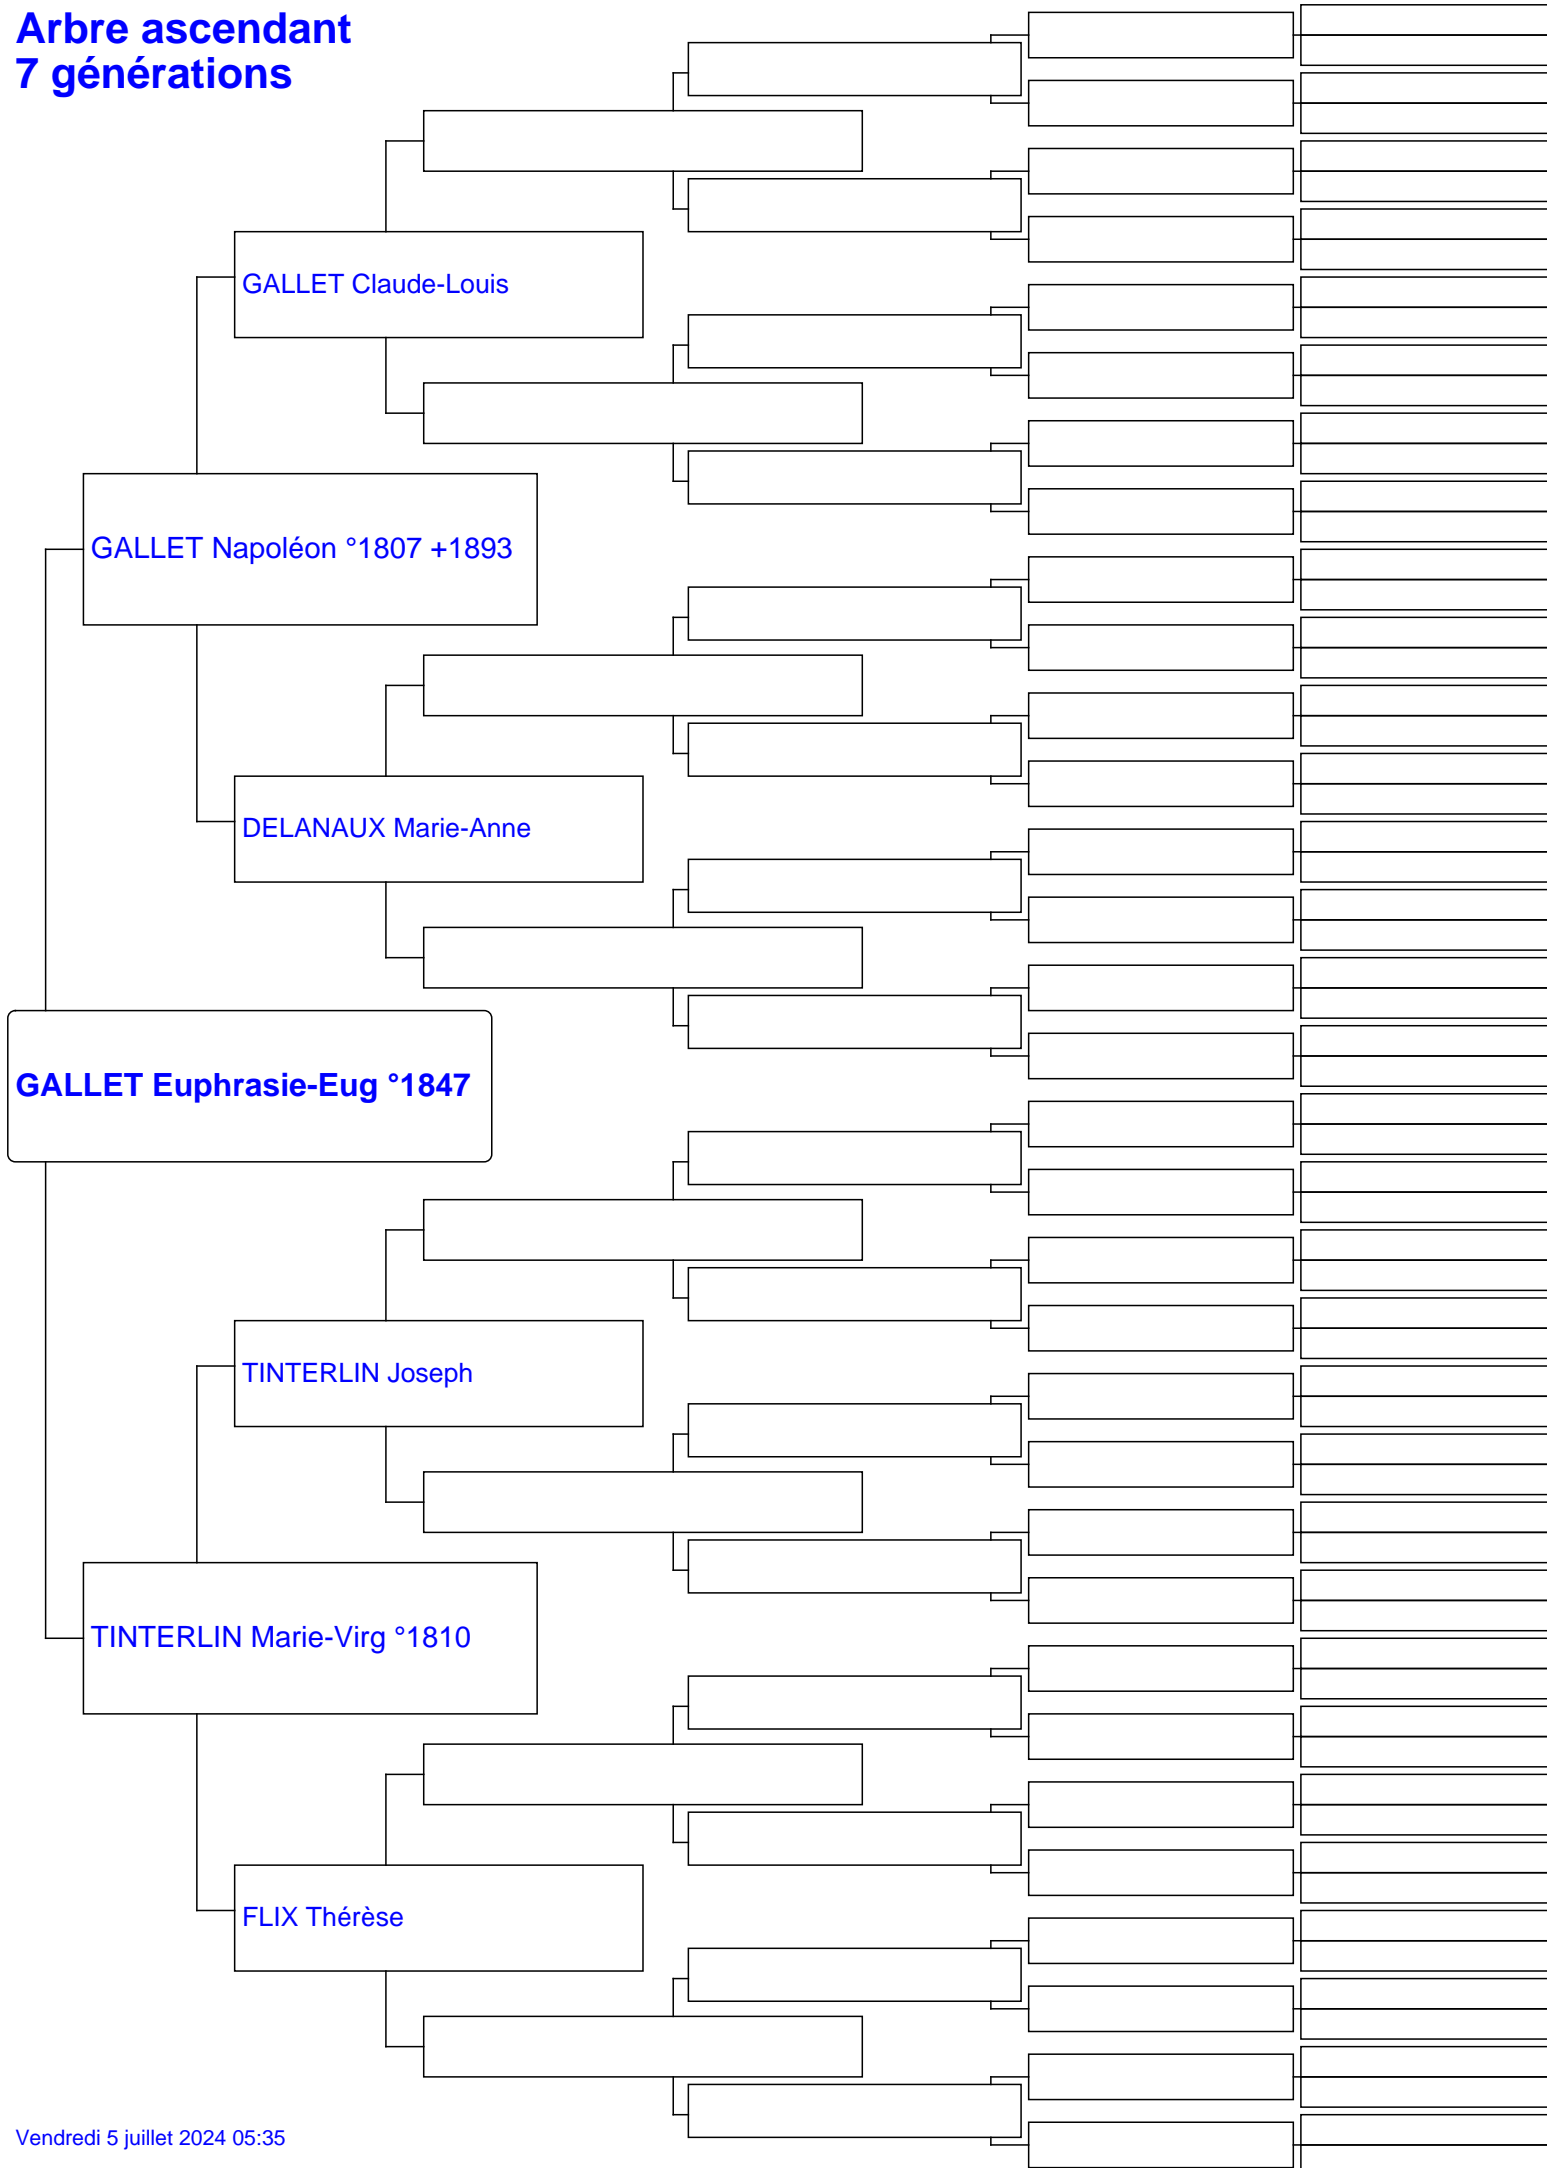 Arbre ascendant
7 générations
GALLET Claude-Louis
GALLET Napoléon °1807 +1893
DELANAUX Marie-Anne
GALLET Euphrasie-Eug °1847
TINTERLIN Joseph
TINTERLIN Marie-Virg °1810
FLIX Thérèse
Vendredi 5 juillet 2024 05:35